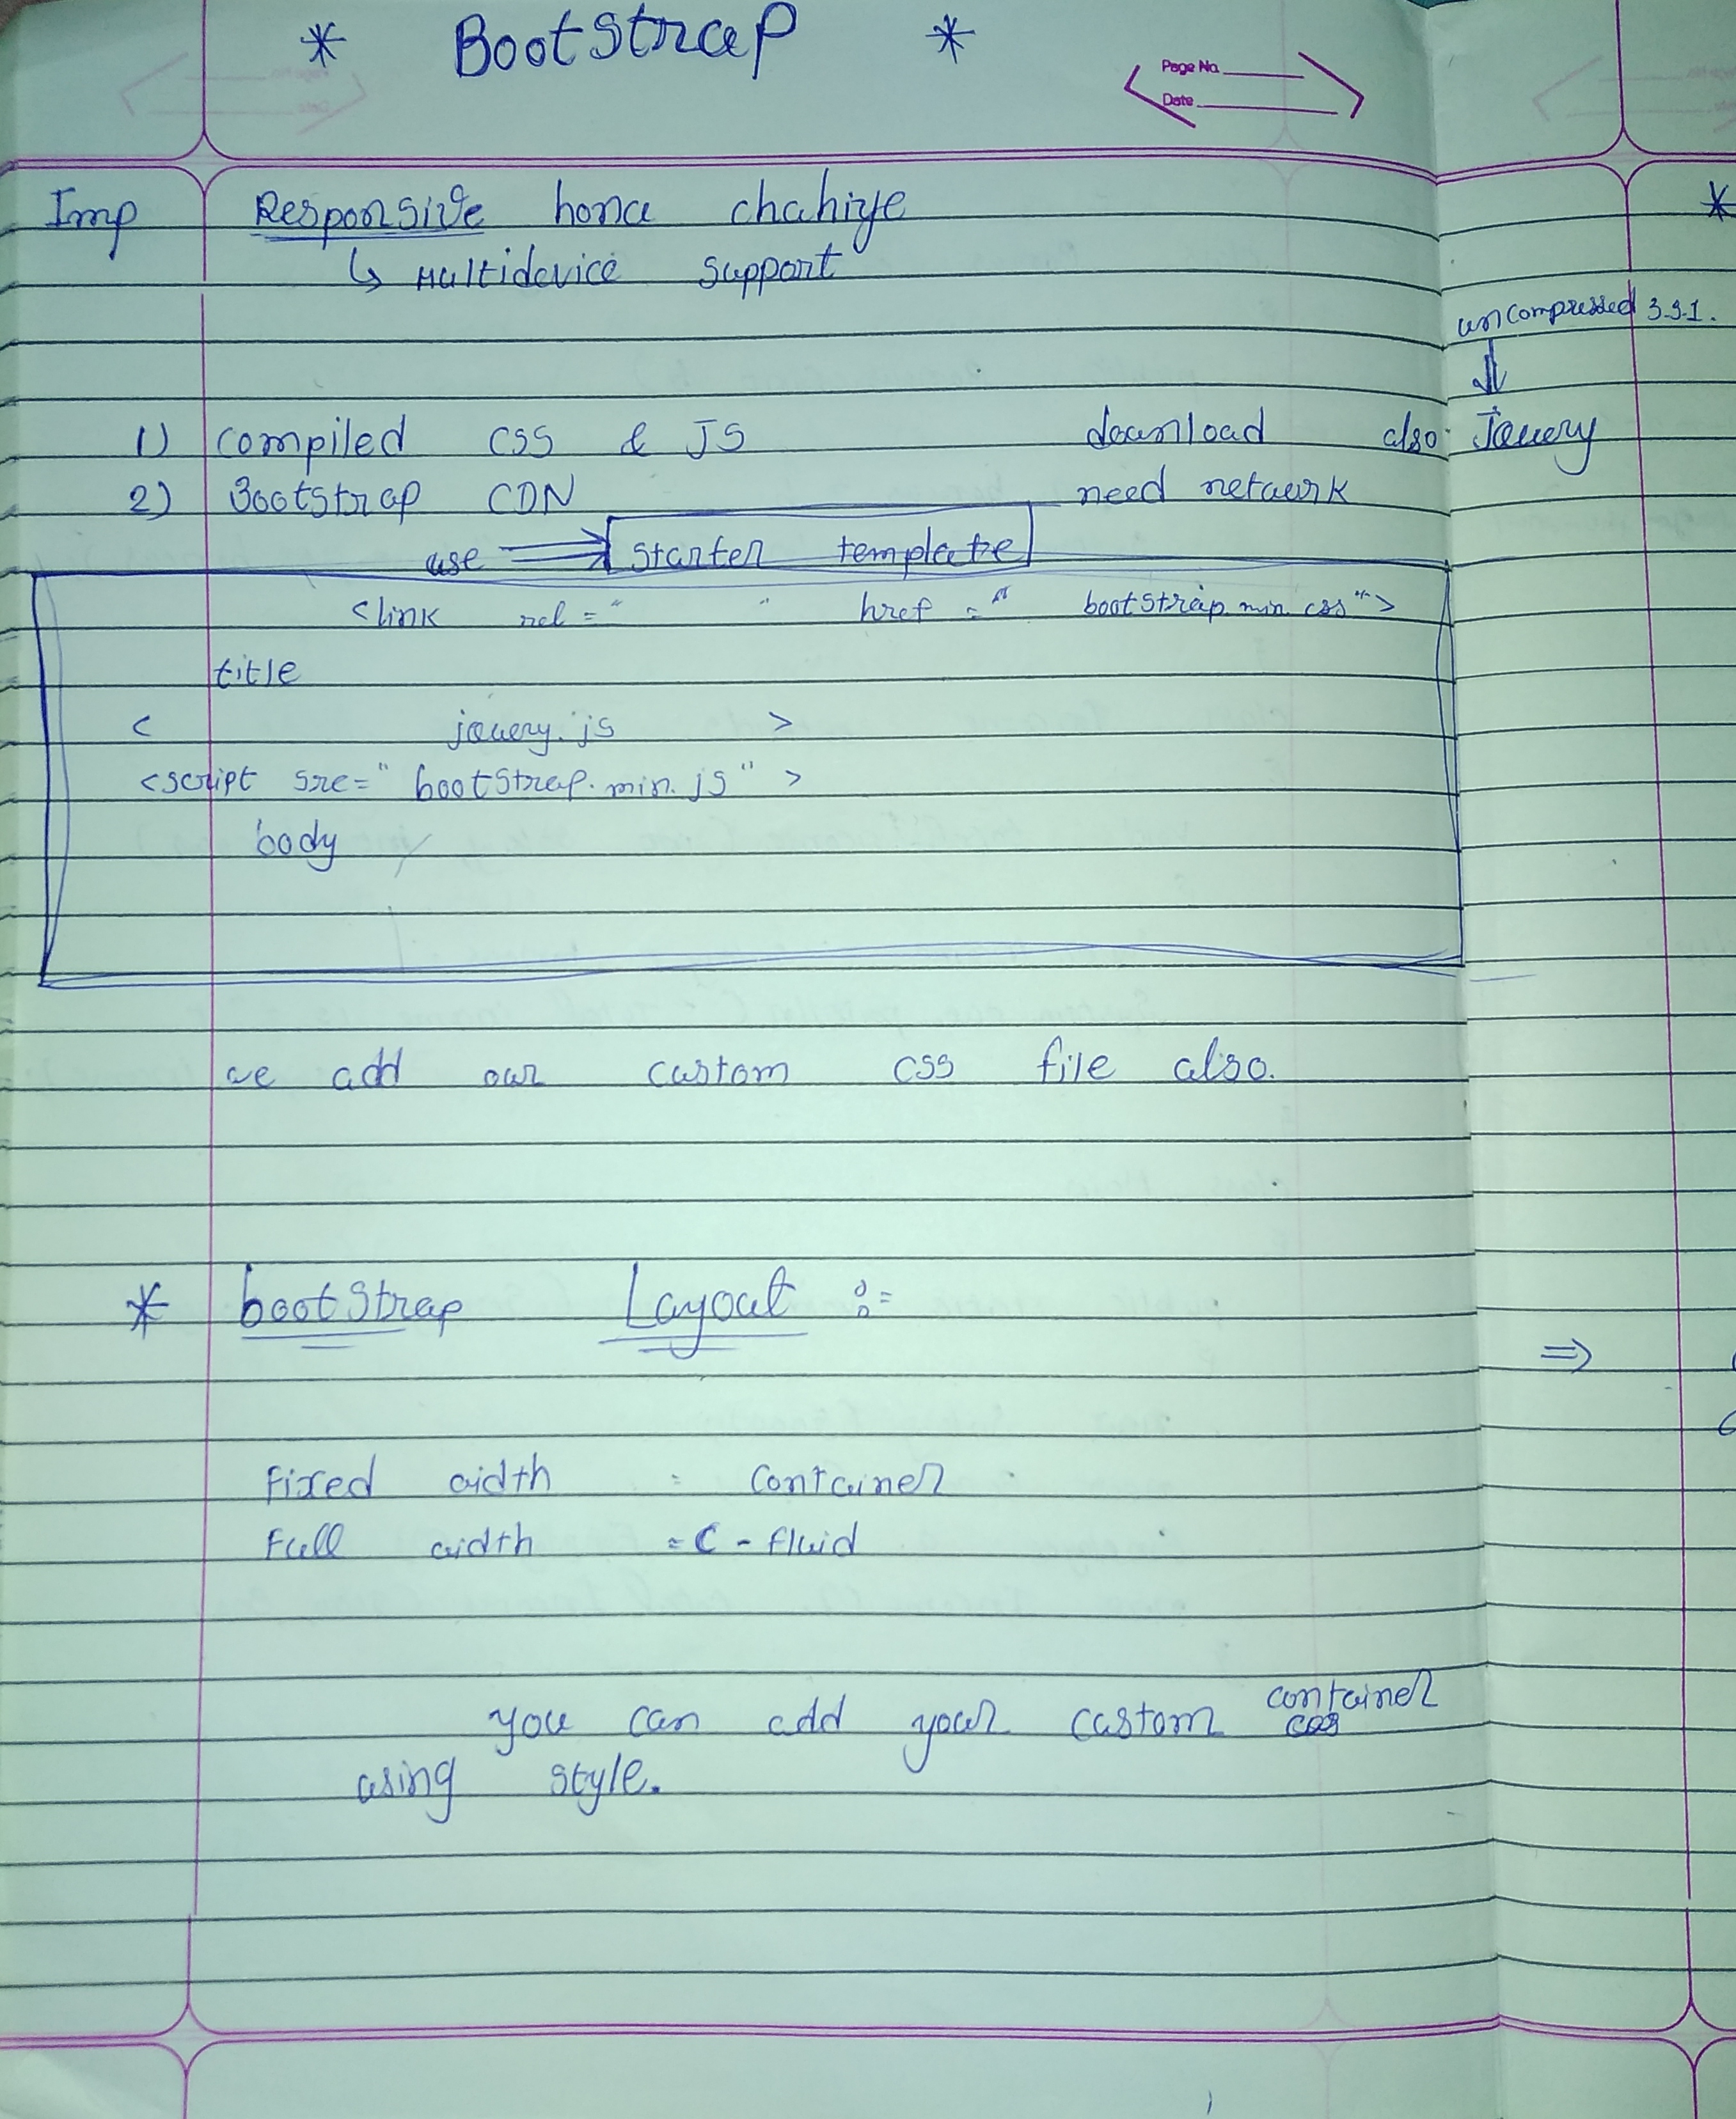 * Bootstrap *
Page No.
Date
Imp Responsive hona chahiye
↳ Multidevice support
uncompressed 3.3.1.
⇓
1) compiled css & JS download also jquery
2) Bootstrap CDN need network
use ⇒ starter template
<link rel=" " href=" bootstrap.min.css">
title
< jquery.js >
<script src=" bootstrap.min.js" >
body
we add our custom css file also.
* bootstrap Layout :=
⇒
Fixed width = container
Full width = C-fluid
you can add your custom container
using style.